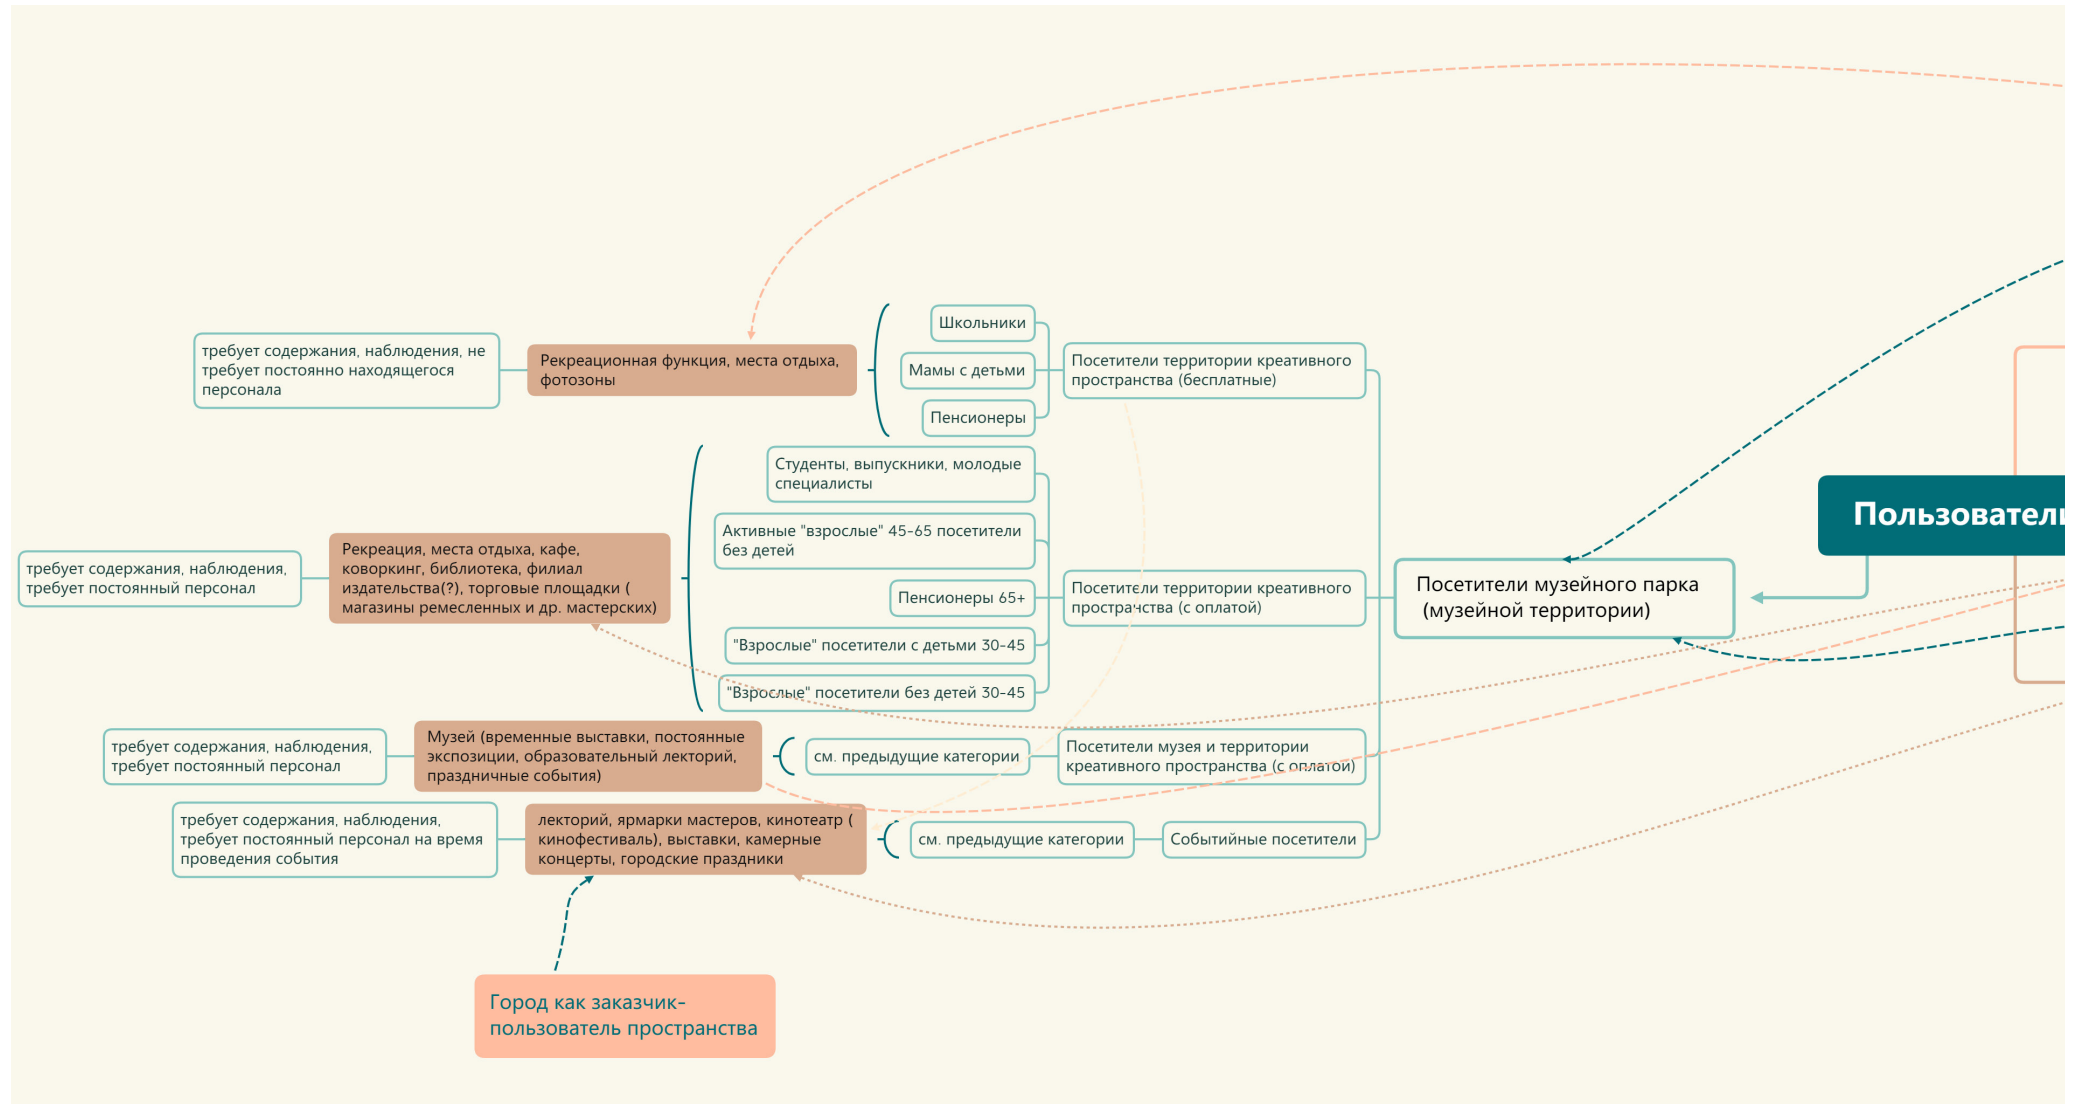 Школьники
требует содержания, наблюдения, не
требует постоянно находящегося
персонала
Рекреационная функция, места отдыха,
фотозоны
Мамы с детьми
Посетители территории креативного
пространства (бесплатные)
Пенсионеры
Студенты, выпускники, молодые
специалисты
Активные "взрослые" 45-65 посетители
без детей
Пользовател
требует содержания, наблюдения,
требует постоянный персонал
Рекреация, места отдыха, кафе,
коворкинг, библиотека, филиал
издательства(?), торговые площадки (
магазины ремесленных и др. мастерских)
Пенсионеры 65+
Посетители территории креативного
пространства (с оплатой)
Посетители музейного парка
(музейной территории)
"Взрослые" посетители с детьми 30-45
"Взрослые" посетители без детей 30-45
требует содержания, наблюдения,
требует постоянный персонал
Музей (временные выставки, постоянные
экспозиции, образовательный лекторий,
праздничные события)
см. предыдущие категории
Посетители музея и территории
креативного пространства (с оплатой)
требует содержания, наблюдения,
требует постоянный персонал на время
проведения события
лекторий, ярмарки мастеров, кинотеатр (
кинофестиваль), выставки, камерные
концерты, городские праздники
см. предыдущие категории
Событийные посетители
Город как заказчик-
пользователь пространства